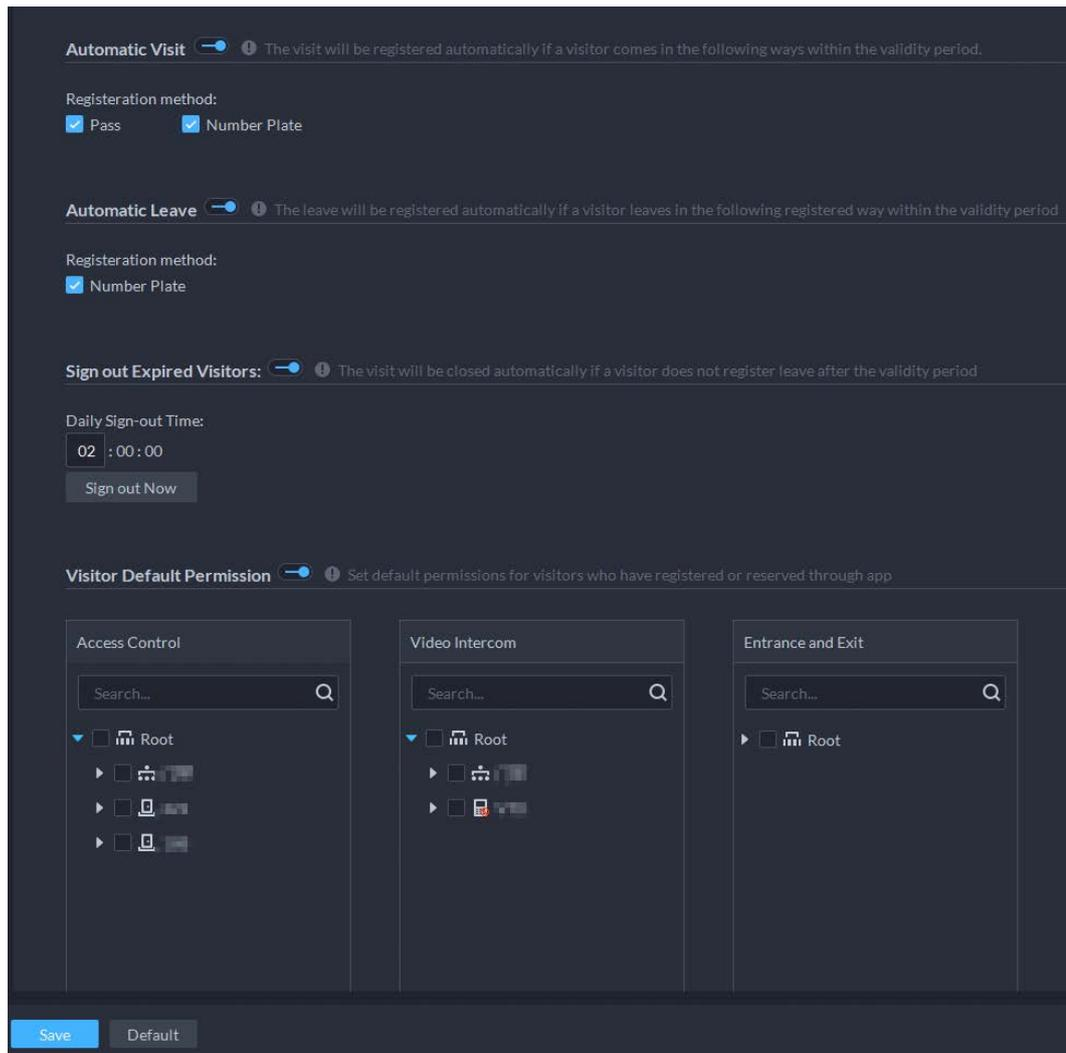 Automatic Visit The visit will be registered automatically if a visitor comes in the following ways within the validity period.
Registeration method:
Pass Number Plate
Automatic Leave The leave will be registered automatically if a visitor leaves in the following registered way within the validity period
Registeration method:
Number Plate
Sign out Expired Visitors: The visit will be closed automatically if a visitor does not register leave after the validity period
Daily Sign-out Time:
02 : 00 : 00
Sign out Now
Visitor Default Permission Set default permissions for visitors who have registered or reserved through app
Access Control Video Intercom Entrance and Exit
Search... Search... Search...
Root Root Root
Save Default